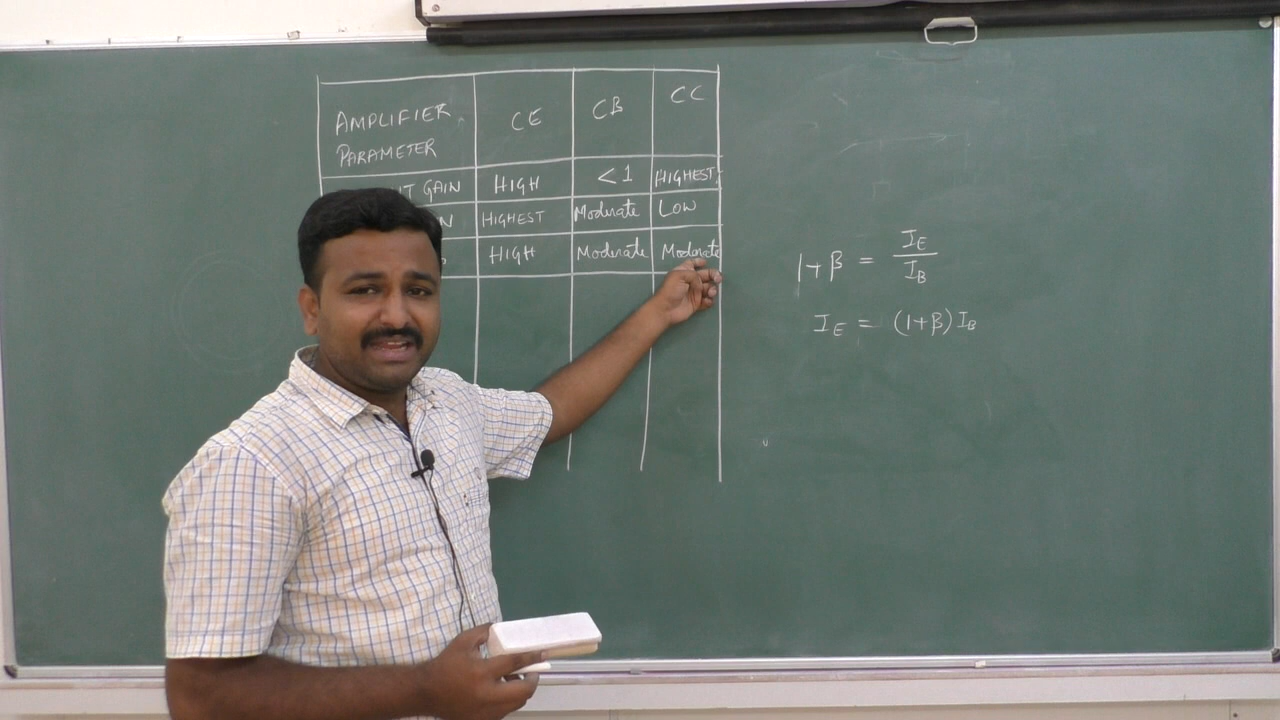 AMPLIFIER PARAMETER CE CB CC
GAIN HIGH <1 HIGHEST
HIGHEST Moderate LOW
HIGH Moderate Moderate
1+β = I_E / I_B
I_E = (1+β) I_B